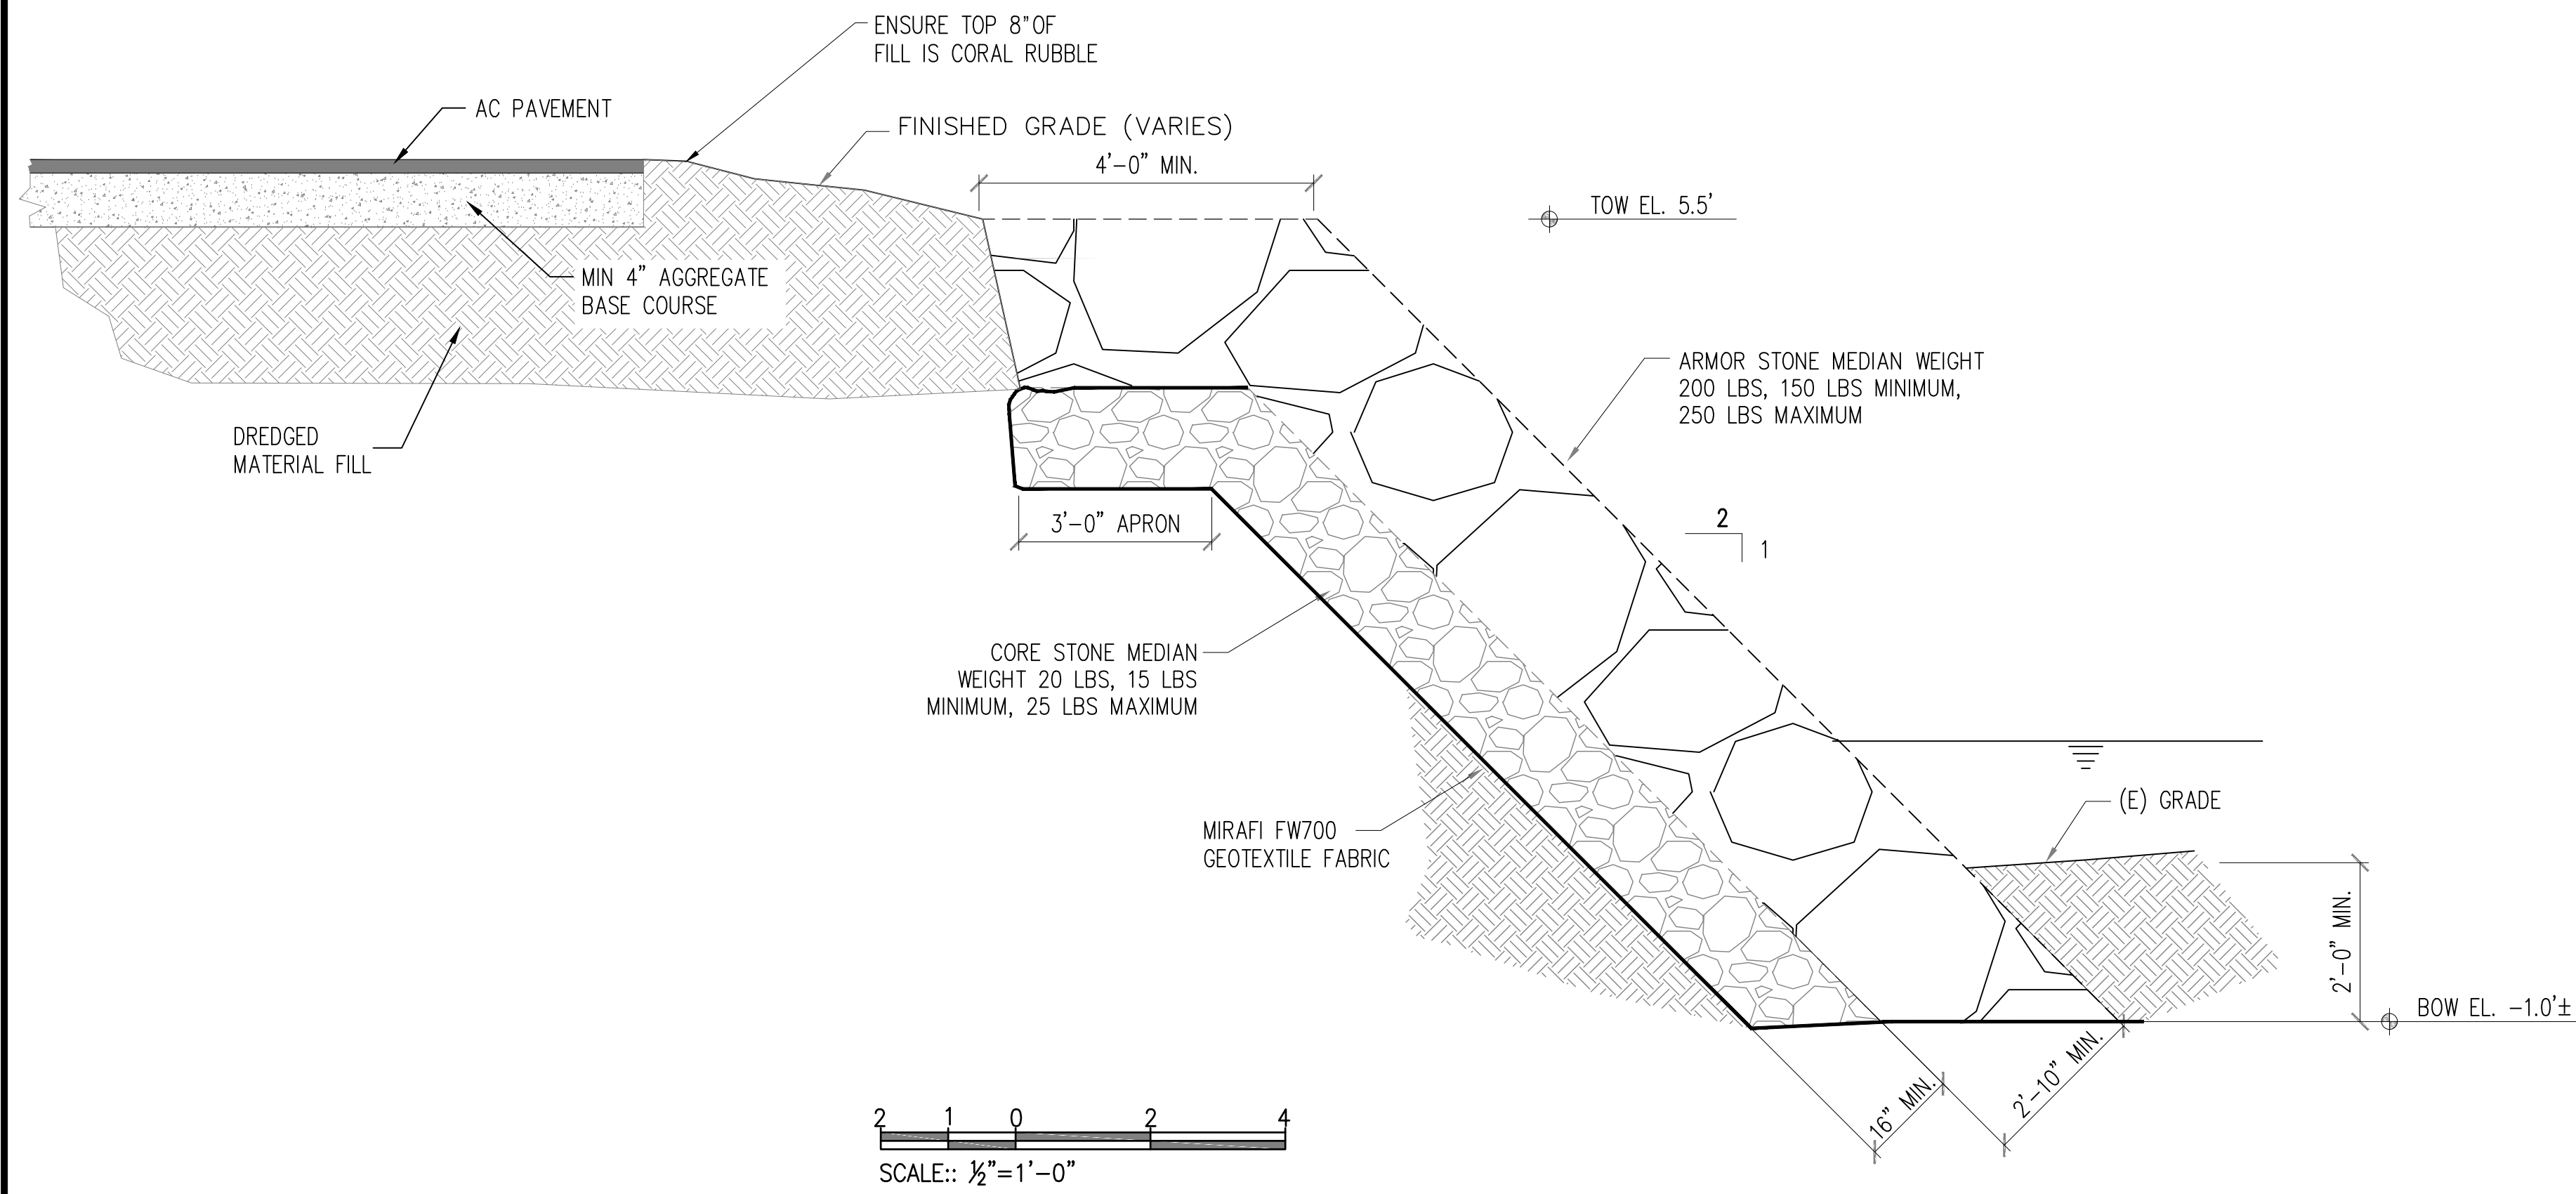 ENSURE TOP 8"OF
FILL IS CORAL RUBBLE
AC PAVEMENT
FINISHED GRADE (VARIES)
4'-0" MIN.
TOW EL. 5.5'
MIN 4" AGGREGATE
BASE COURSE
ARMOR STONE MEDIAN WEIGHT
200 LBS, 150 LBS MINIMUM,
250 LBS MAXIMUM
DREDGED
MATERIAL FILL
3'-0" APRON
2
1
CORE STONE MEDIAN
WEIGHT 20 LBS, 15 LBS
MINIMUM, 25 LBS MAXIMUM
(E) GRADE
MIRAFI FW700
GEOTEXTILE FABRIC
2'-0" MIN.
BOW EL. -1.0'±
16" MIN.
2'-10" MIN.
2 1 0 2 4
SCALE:: ½"=1'-0"